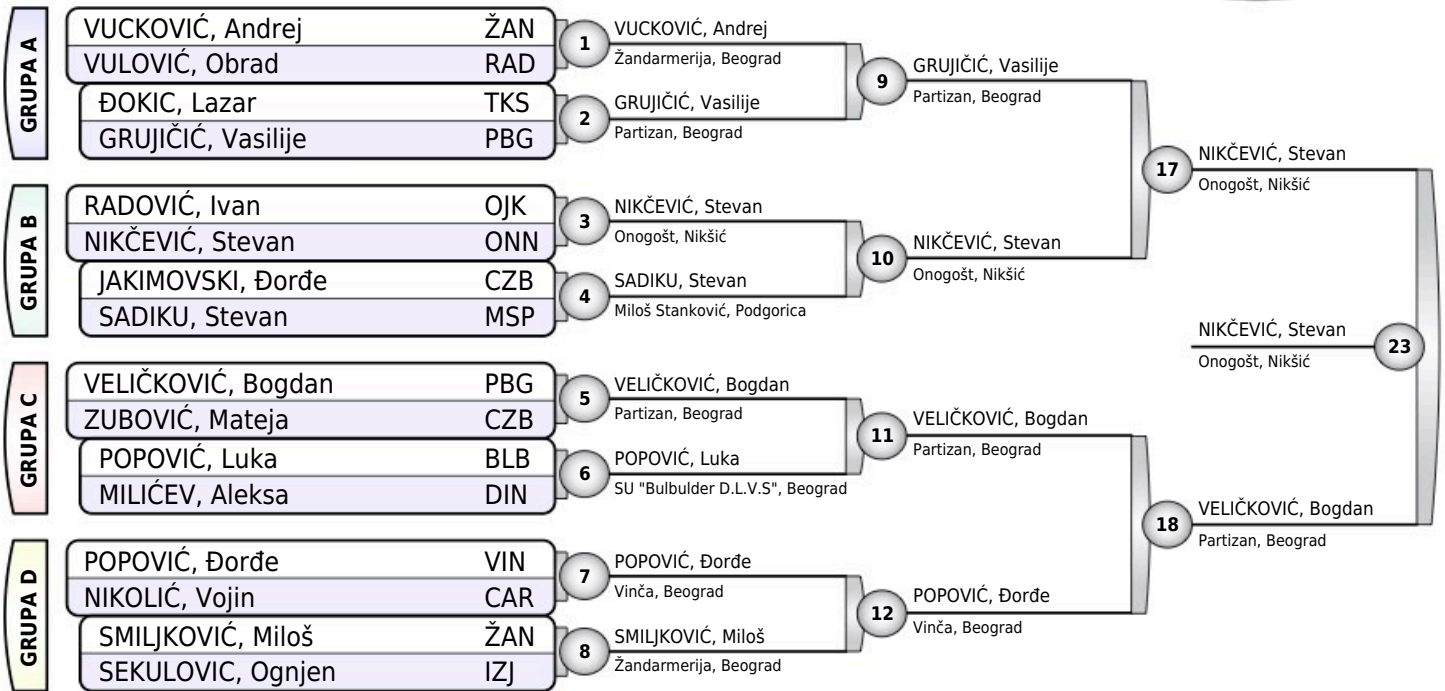 GRUPA A
VUCKOVIĆ, Andrej ŽAN
VULOVIĆ, Obrad RAD
ĐOKIC, Lazar TKS
GRUJIČIĆ, Vasilije PBG
GRUPA B
RADOVIĆ, Ivan OJK
NIKČEVIĆ, Stevan ONN
JAKIMOVSKI, Đorđe CZB
SADIKU, Stevan MSP
GRUPA C
VELIČKOVIĆ, Bogdan PBG
ZUBOVIĆ, Mateja CZB
POPOVIĆ, Luka BLB
MILIĆEV, Aleksa DIN
GRUPA D
POPOVIĆ, Đorđe VIN
NIKOLIĆ, Vojin CAR
SMILJKOVIĆ, Miloš ŽAN
SEKULOVIC, Ognjen IZJ
1
VUCKOVIĆ, Andrej
Žandarmerija, Beograd
2
GRUJIČIĆ, Vasilije
Partizan, Beograd
3
NIKČEVIĆ, Stevan
Onogošt, Nikšić
4
SADIKU, Stevan
Miloš Stanković, Podgorica
5
VELIČKOVIĆ, Bogdan
Partizan, Beograd
6
POPOVIĆ, Luka
SU "Bulbulder D.L.V.S", Beograd
7
POPOVIĆ, Đorđe
Vinča, Beograd
8
SMILJKOVIĆ, Miloš
Žandarmerija, Beograd
9
GRUJIČIĆ, Vasilije
Partizan, Beograd
10
NIKČEVIĆ, Stevan
Onogošt, Nikšić
11
VELIČKOVIĆ, Bogdan
Partizan, Beograd
12
POPOVIĆ, Đorđe
Vinča, Beograd
17
NIKČEVIĆ, Stevan
Onogošt, Nikšić
18
VELIČKOVIĆ, Bogdan
Partizan, Beograd
NIKČEVIĆ, Stevan
Onogošt, Nikšić
23